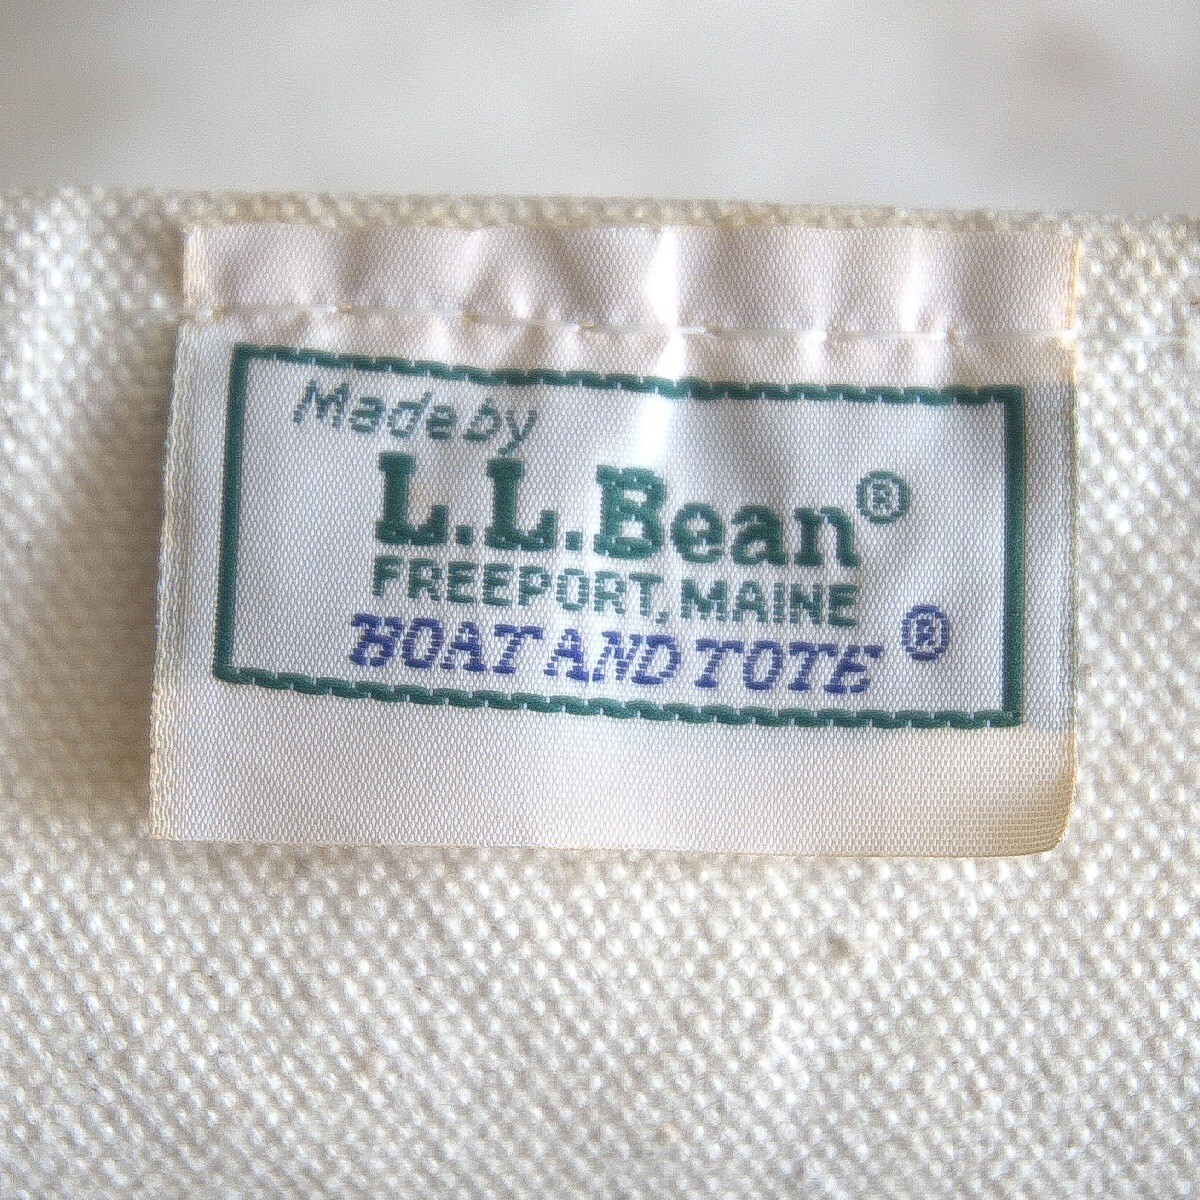 Made by
L.L.Bean®
FREEPORT, MAINE
BOAT AND TOTE®